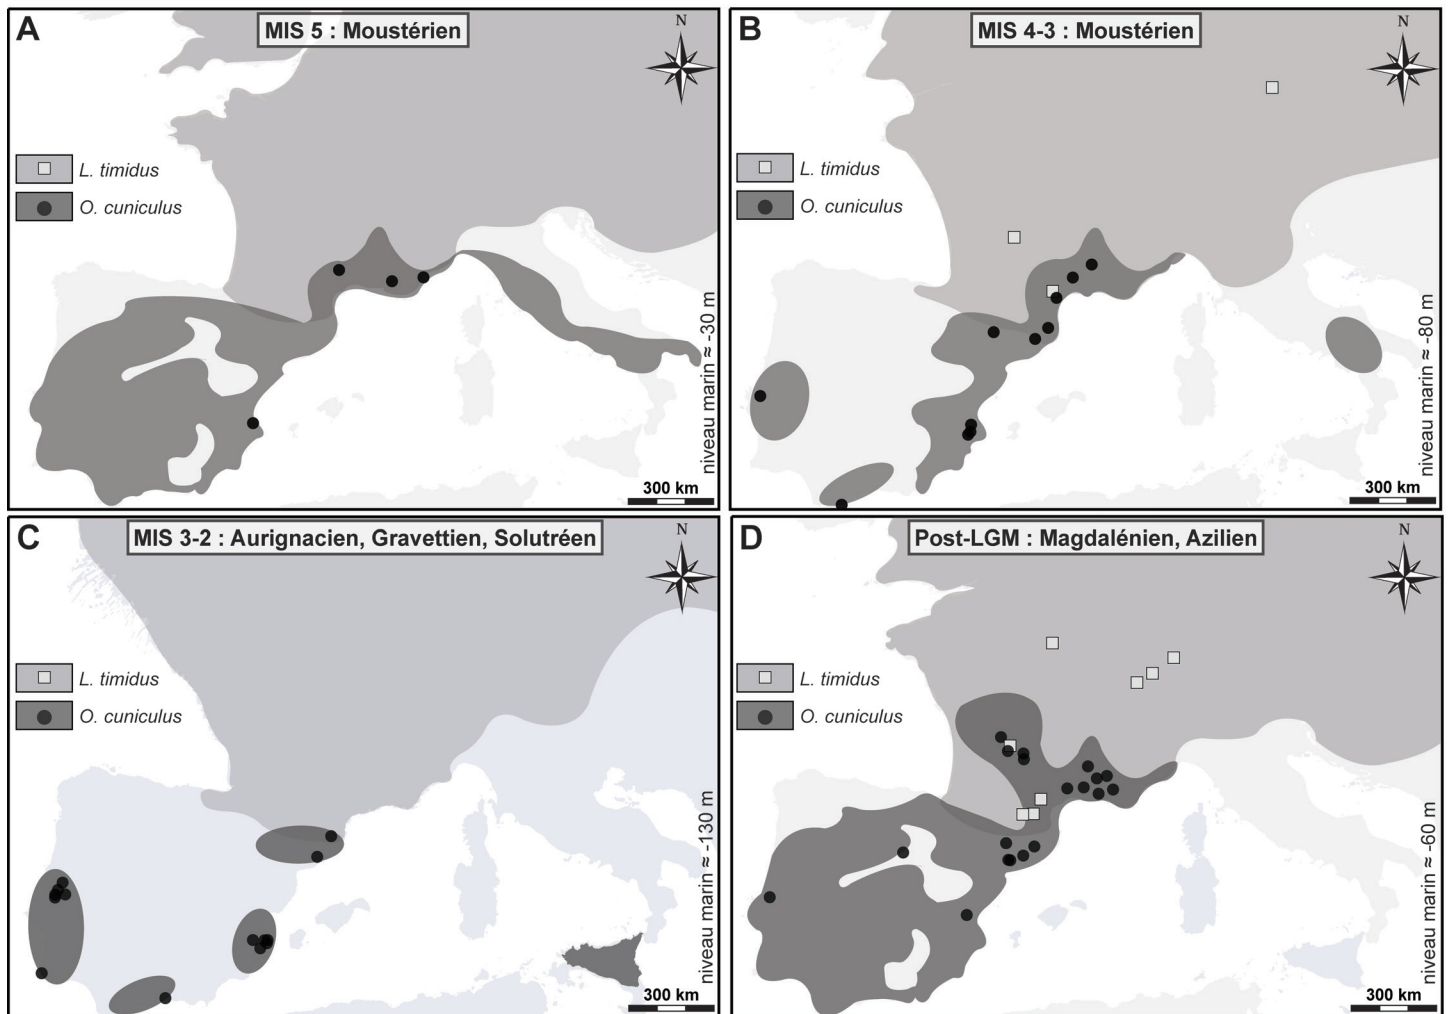 A
MIS 5 : Moustérien
N
L. timidus
O. cuniculus
niveau marin ≈ -30 m
300 km
B
MIS 4-3 : Moustérien
N
L. timidus
O. cuniculus
niveau marin ≈ -80 m
300 km
C
MIS 3-2 : Aurignacien, Gravettien, Solutréen
N
L. timidus
O. cuniculus
niveau marin ≈ -130 m
300 km
D
Post-LGM : Magdalénien, Azilien
N
L. timidus
O. cuniculus
niveau marin ≈ -60 m
300 km